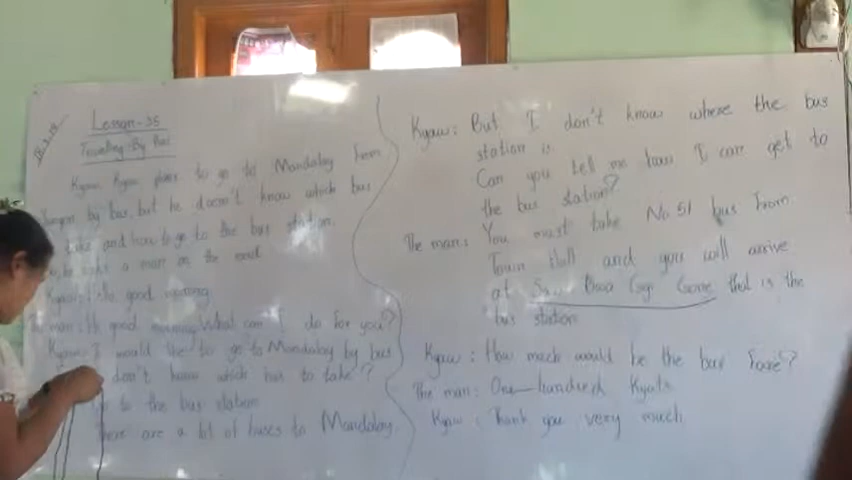 18.3.19
Lesson-35
Travelling By Bus
Kyaw Kyaw plans to go to Mandalay from
by bus, but he doesn't know which bus
take and how to go to the bus station.
a man on the road.
Kyaw: Hello good morning
The man: Hi good morning. What can I do for you?
Kyaw: I would like to go to Mandalay by bus
don't know which bus to take?
go to the bus station
There are a lot of buses to Mandalay.
Kyaw: But I don't know where the bus
station is.
Can you tell me how I can get to
the bus station?
The man: You must take No.51 bus from
Town Hall and you will arrive
at Saw Bwa Gyi Gone that is the
bus station
Kyaw: How much would be the bus fare?
The man: One hundred Kyats
Kyaw: Thank you very much